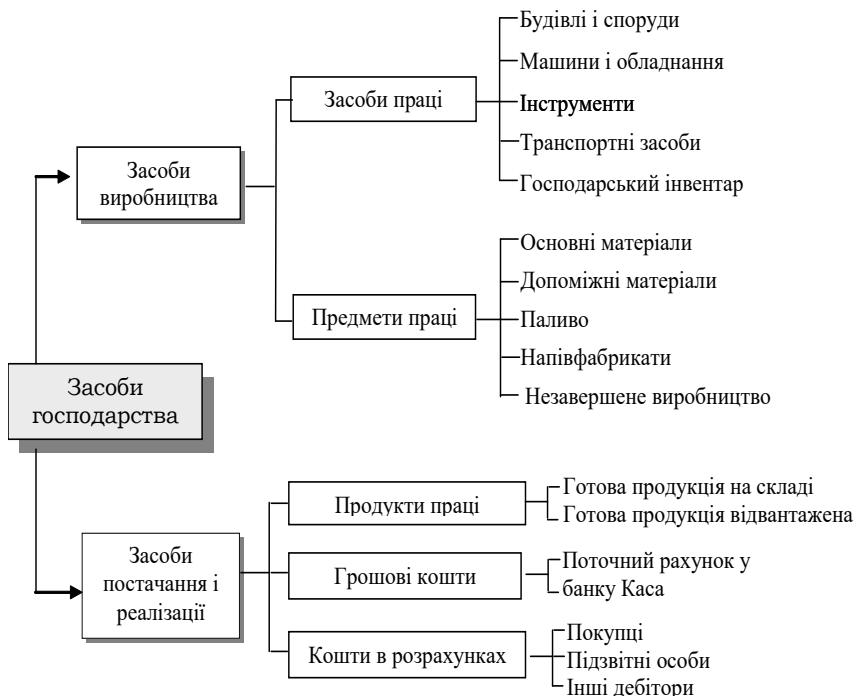 Будівлі і споруди
Машини і обладнання
Засоби праці
Інструменти
Транспортні засоби
Засоби
виробництва
Господарський інвентар
Основні матеріали
Допоміжні матеріали
Предмети праці
Паливо
Напівфабрикати
Незавершене виробництво
Засоби
господарства
Готова продукція на складі
Продукти праці
Готова продукція відвантажена
Засоби
постачання і
реалізації
Грошові кошти
Поточний рахунок у
банку Каса
Покупці
Кошти в розрахунках
Підзвітні особи
Інші дебітори